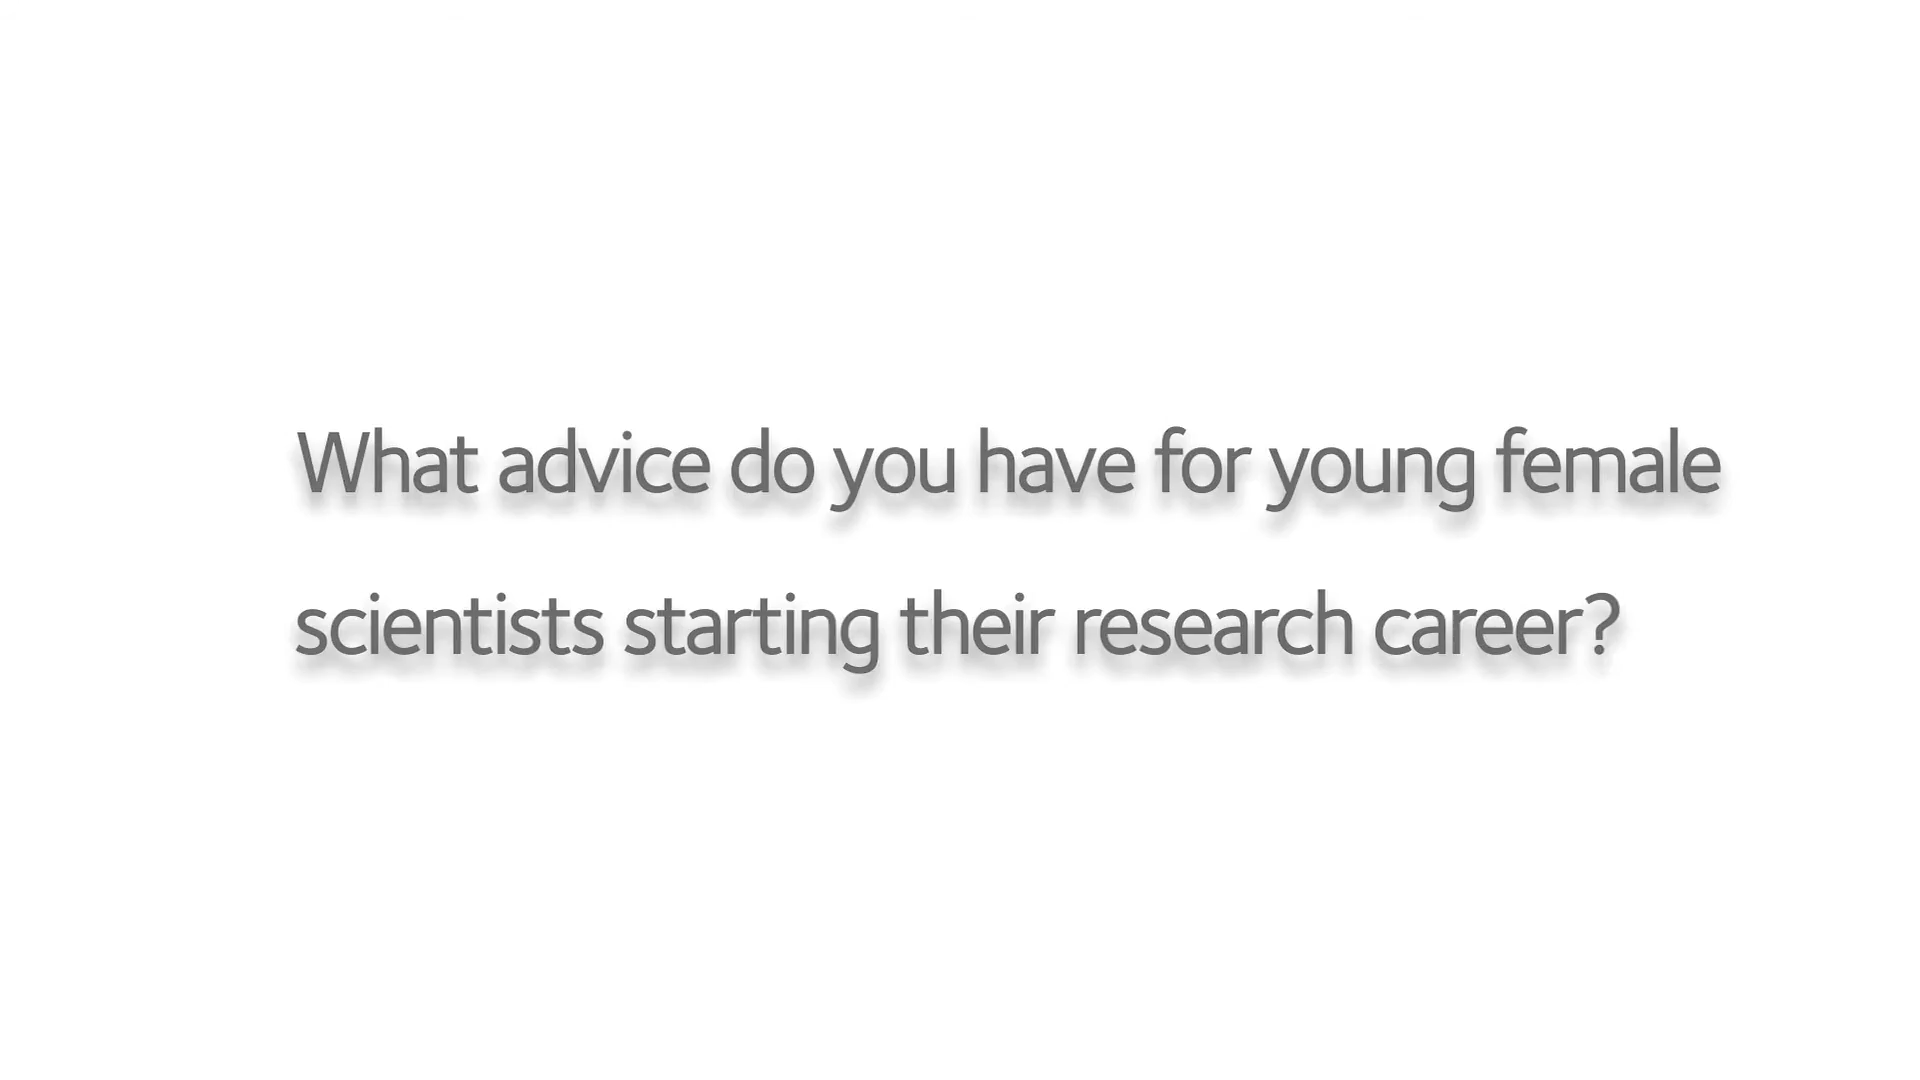 What advice do you have for young female
scientists starting their research career?